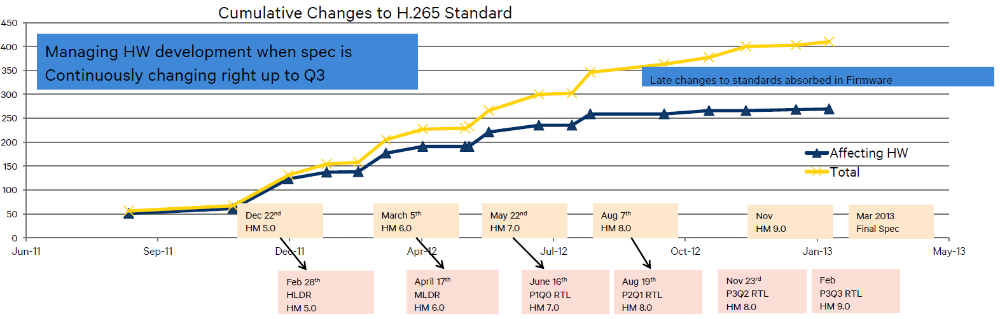 Cumulative Changes to H.265 Standard
450
400
350
300
250
200
150
100
50
0
Managing HW development when spec is
Continuously changing right up to Q3
Late changes to standards absorbed in Firmware
Affecting HW
Total
Dec 22nd
HM 5.0
March 5th
HM 6.0
May 22nd
HM 7.0
Aug 7th
HM 8.0
Nov
HM 9.0
Mar 2013
Final Spec
Jun-11
Sep-11
Dec-11
Apr-12
Jul-12
Oct-12
Jan-13
May-13
Feb 28th
HLDR
HM 5.0
April 17th
MLDR
HM 6.0
June 16th
P1Q0 RTL
HM 7.0
Aug 19th
P2Q1 RTL
HM 8.0
Nov 23rd
P3Q2 RTL
HM 8.0
Feb
P3Q3 RTL
HM 9.0